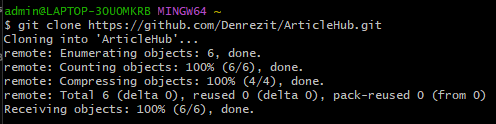 admin@LAPTOP-3OUOMKRB MINGW64 ~
$ git clone https://github.com/Denrezit/ArticleHub.git
Cloning into 'ArticleHub'...
remote: Enumerating objects: 6, done.
remote: Counting objects: 100% (6/6), done.
remote: Compressing objects: 100% (4/4), done.
remote: Total 6 (delta 0), reused 0 (delta 0), pack-reused 0 (from 0)
Receiving objects: 100% (6/6), done.